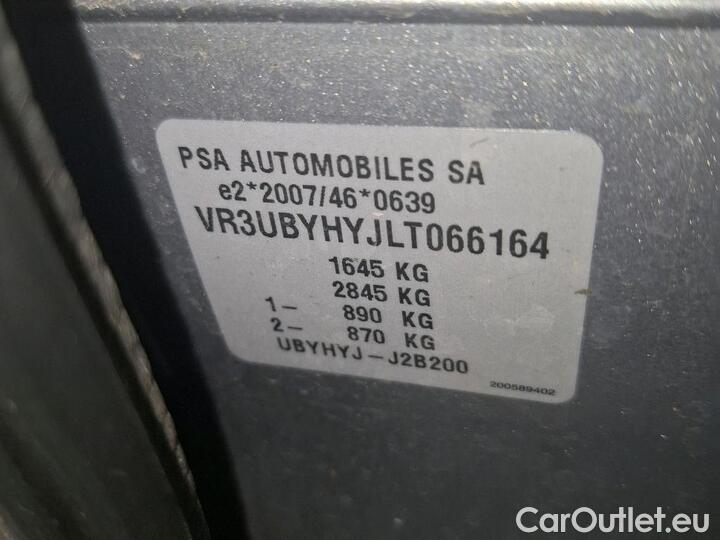 PSA AUTOMOBILES SA
e2*2007/46*0639
VR3UBYHYJLT066164
1645 KG
2845 KG
1- 890 KG
2- 870 KG
UBYHYJ-J2B200
200589402
CarOutlet.eu